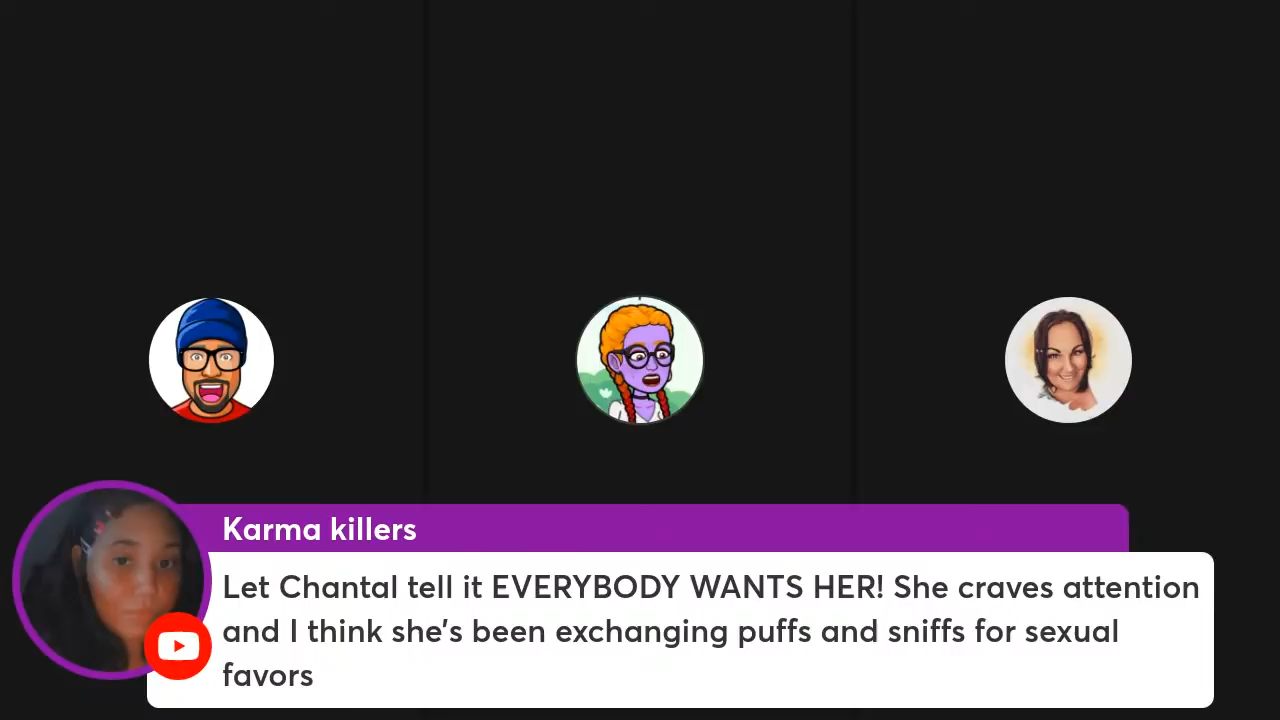 Karma killers
Let Chantal tell it EVERYBODY WANTS HER! She craves attention
and I think she's been exchanging puffs and sniffs for sexual
favors